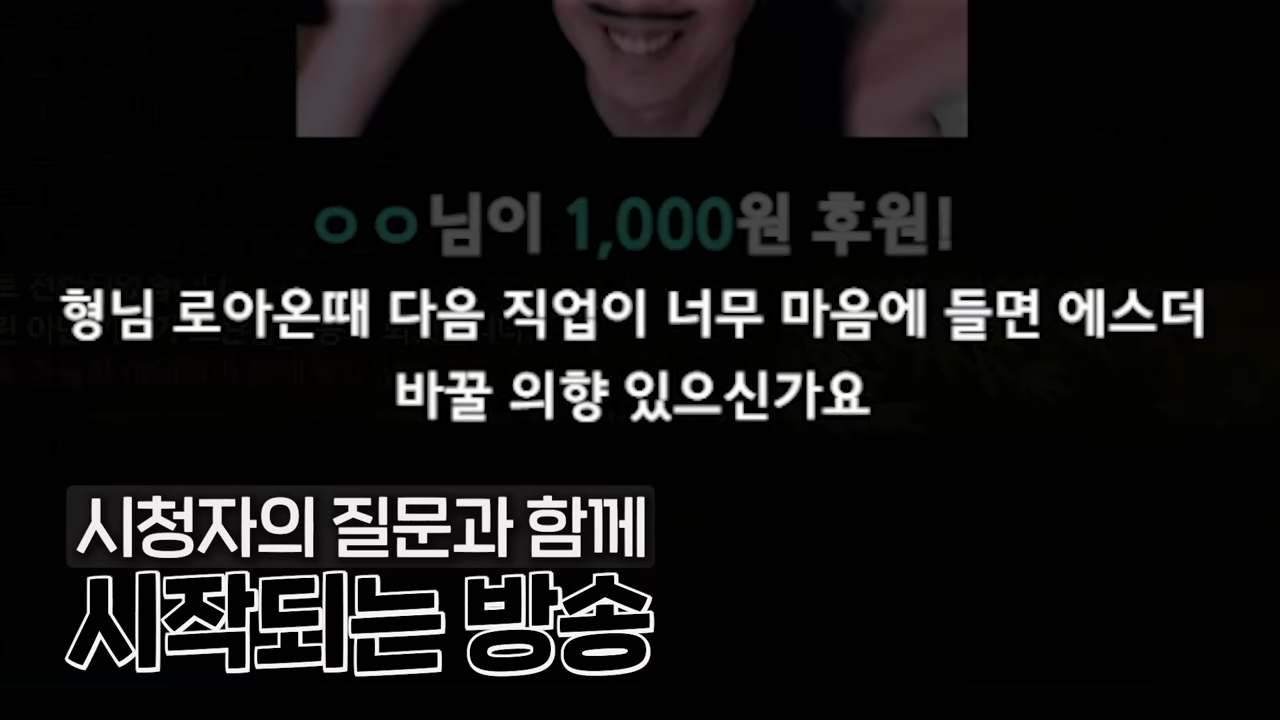 ㅇㅇ님이 1,000원 후원!
형님 로아온때 다음 직업이 너무 마음에 들면 에스더
바꿀 의향 있으신가요
시청자의 질문과 함께
시작되는 방송